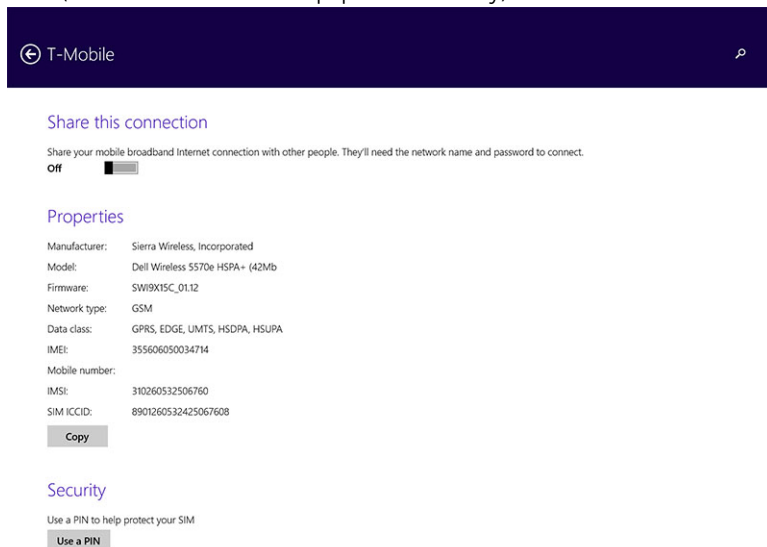 T-Mobile
Share this connection
Share your mobile broadband Internet connection with other people. They'll need the network name and password to connect.
Off
Properties
Manufacturer: Sierra Wireless, Incorporated
Model: Dell Wireless 5570e HSPA+ (42Mb
Firmware: SWI9X15C_01.12
Network type: GSM
Data class: GPRS, EDGE, UMTS, HSDPA, HSUPA
IMEI: 355606050034714
Mobile number:
IMSI: 310260532506760
SIM ICCID: 8901260532425067608
Copy
Security
Use a PIN to help protect your SIM
Use a PIN